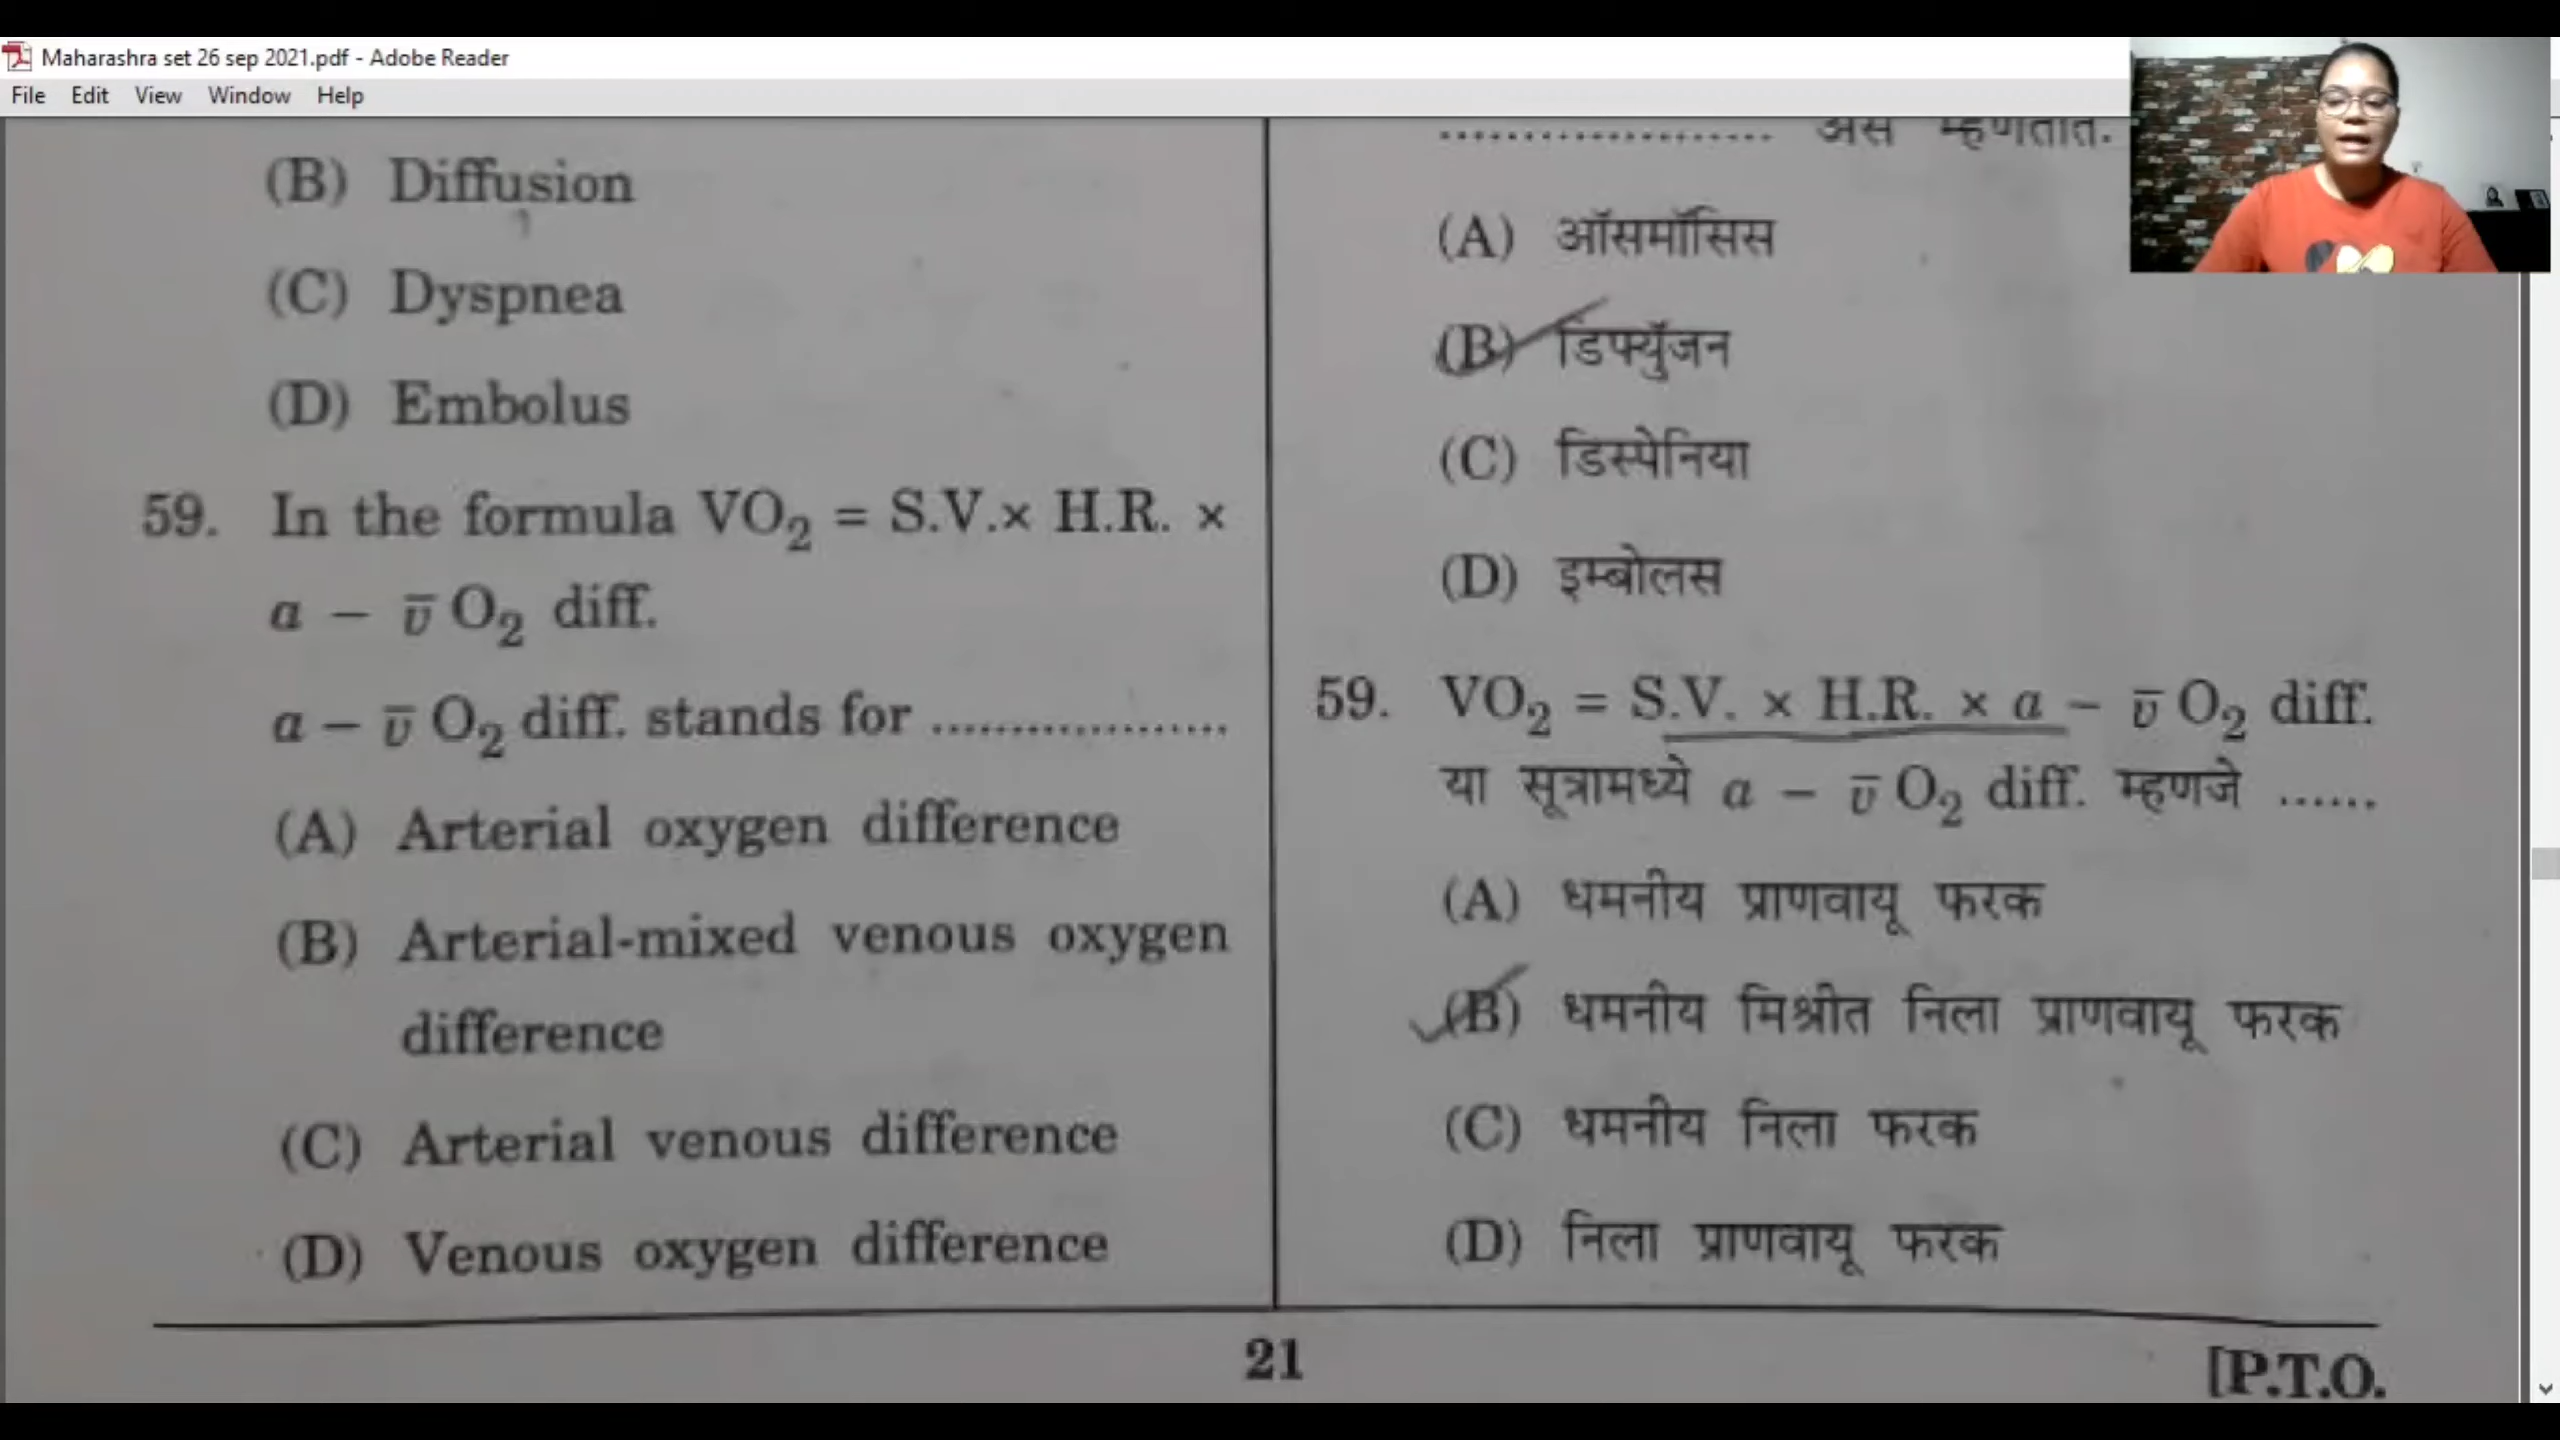 Maharashra set 26 sep 2021.pdf - Adobe Reader
File Edit View Window Help
(B) Diffusion
(C) Dyspnea
(D) Embolus
59. In the formula VO₂ = S.V.× H.R. ×
a – v̅ O₂ diff.
a – v̅ O₂ diff. stands for ...................
(A) Arterial oxygen difference
(B) Arterial-mixed venous oxygen
difference
(C) Arterial venous difference
(D) Venous oxygen difference
..................... असे म्हणतात.
(A) ऑसमॉसिस
(B) डिफ्युजन
(C) डिस्पेनिया
(D) इम्बोलस
59. VO₂ = S.V. × H.R. × a – v̅ O₂ diff.
या सूत्रामध्ये a – v̅ O₂ diff. म्हणजे ......
(A) धमनीय प्राणवायू फरक
(B) धमनीय मिश्रीत निला प्राणवायू फरक
(C) धमनीय निला फरक
(D) निला प्राणवायू फरक
21
[P.T.O.